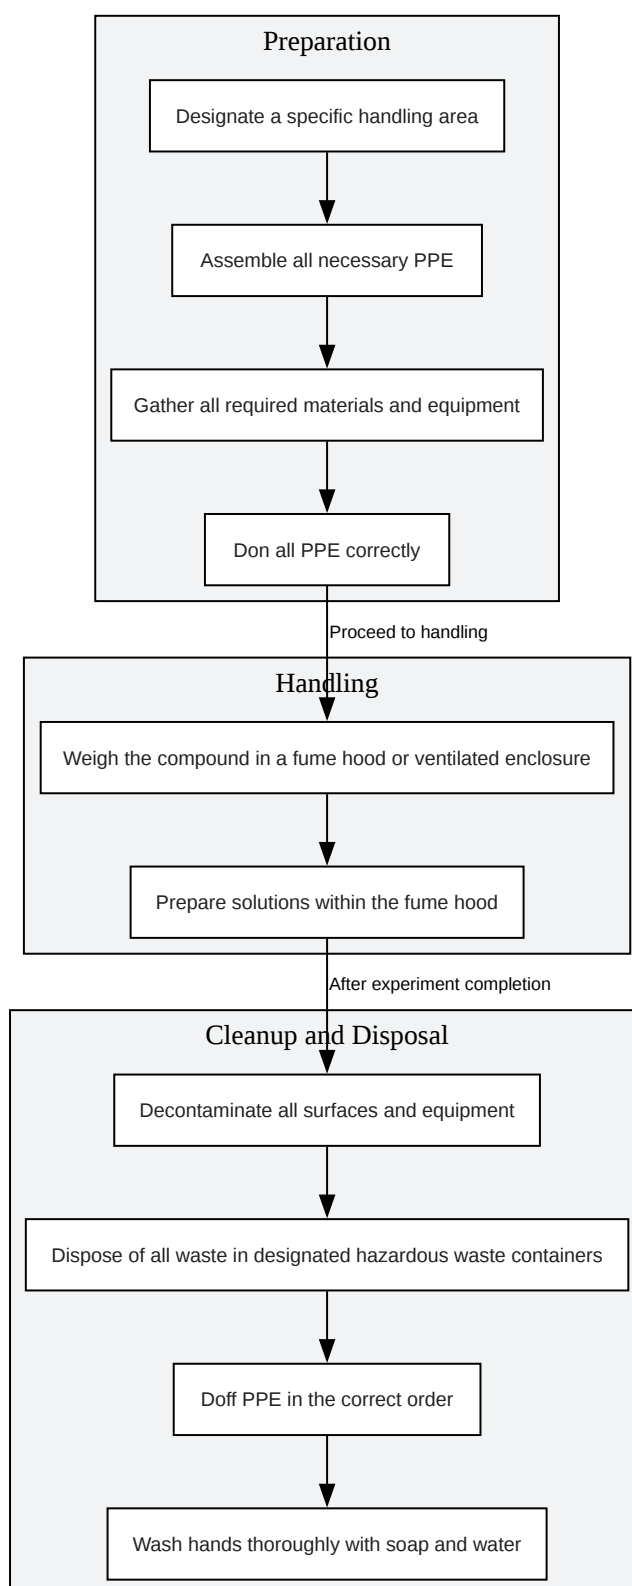 Preparation
Designate a specific handling area
Assemble all necessary PPE
Gather all required materials and equipment
Don all PPE correctly
Proceed to handling
Handling
Weigh the compound in a fume hood or ventilated enclosure
Prepare solutions within the fume hood
After experiment completion
Cleanup and Disposal
Decontaminate all surfaces and equipment
Dispose of all waste in designated hazardous waste containers
Doff PPE in the correct order
Wash hands thoroughly with soap and water